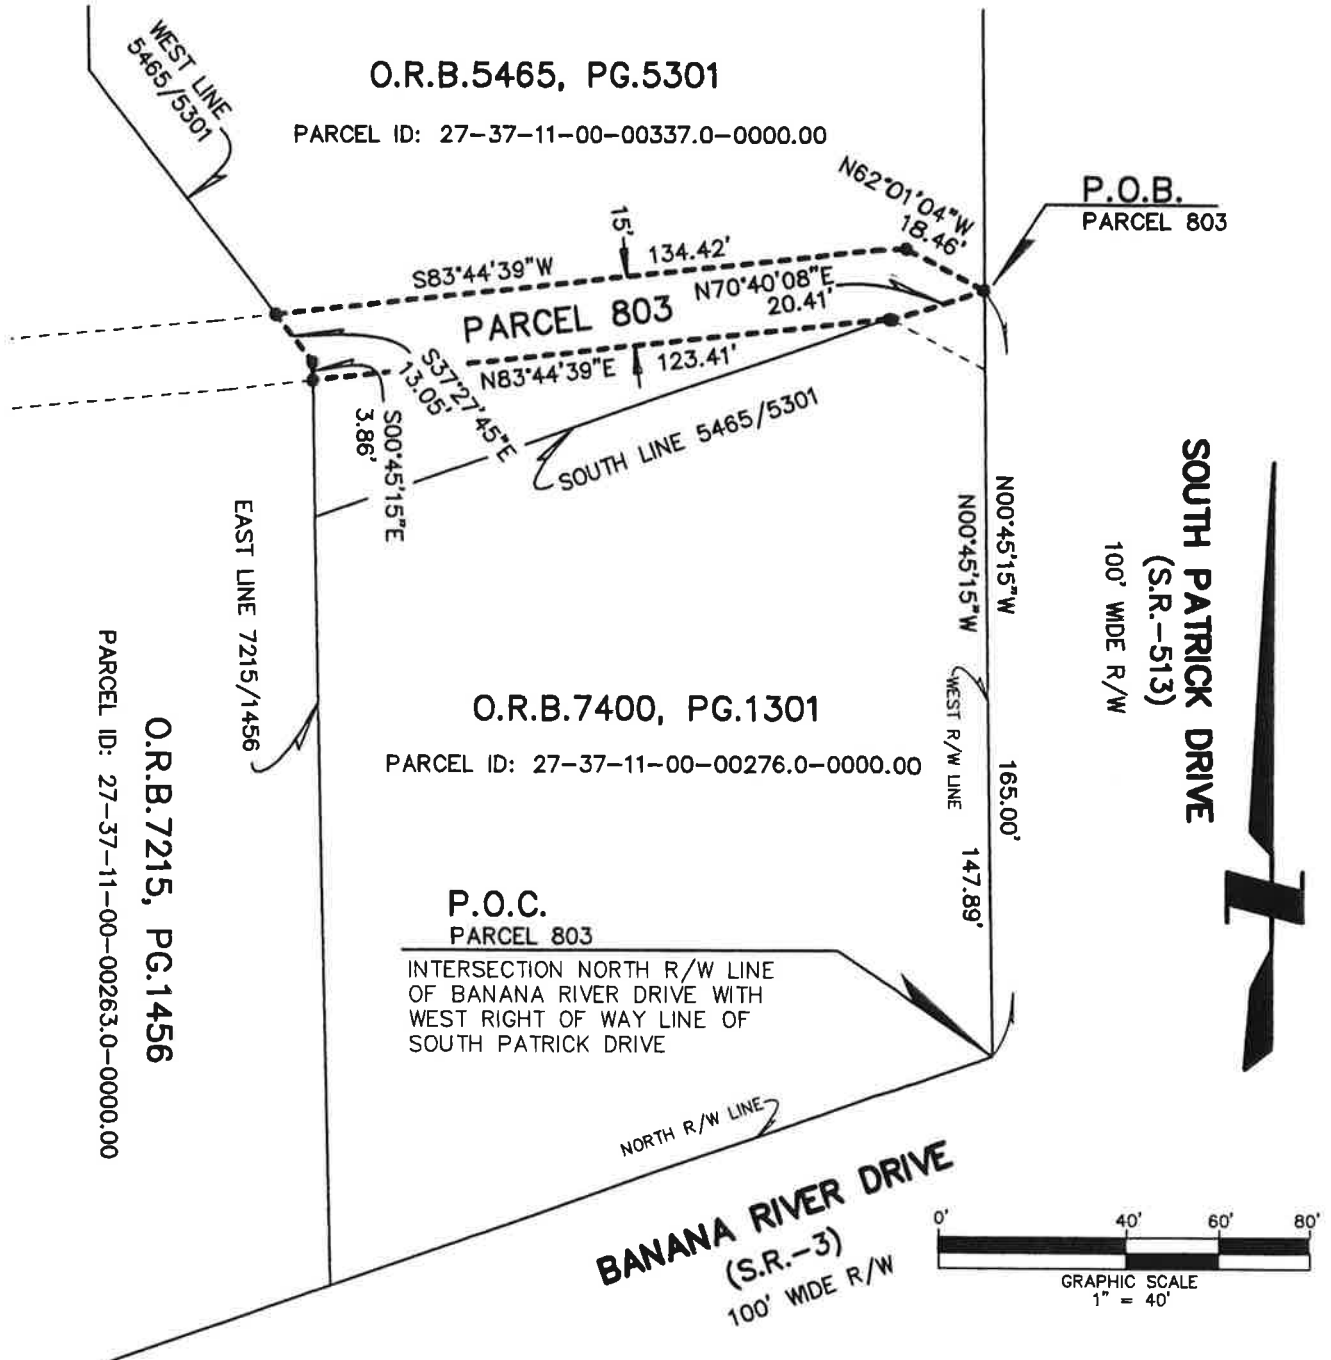 WEST LINE
5465/5301
O.R.B.5465, PG.5301
PARCEL ID: 27-37-11-00-00337.0-0000.00
N62°01'04"W
18.46'
P.O.B.
PARCEL 803
15'
134.42'
S83°44'39"W
N70°40'08"E
20.41'
PARCEL 803
S37°27'45"E
13.05'
N83°44'39"E
123.41'
S00°45'15"E
3.86'
SOUTH LINE 5465/5301
EAST LINE 7215/1456
N00°45'15"W
N00°45'15"W
SOUTH PATRICK DRIVE
(S.R.-513)
100' WIDE R/W
O.R.B.7215, PG.1456
PARCEL ID: 27-37-11-00-00263.0-0000.00
O.R.B.7400, PG.1301
PARCEL ID: 27-37-11-00-00276.0-0000.00
WEST R/W LINE
165.00'
147.89'
P.O.C.
PARCEL 803
INTERSECTION NORTH R/W LINE
OF BANANA RIVER DRIVE WITH
WEST RIGHT OF WAY LINE OF
SOUTH PATRICK DRIVE
NORTH R/W LINE
BANANA RIVER DRIVE
(S.R.-3)
100' WIDE R/W
0' 40' 60' 80'
GRAPHIC SCALE
1" = 40'